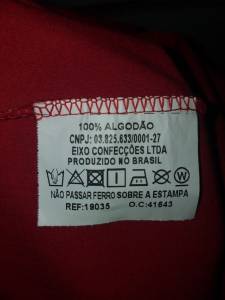 100% ALGODÃO
CNPJ: 03.825.633/0001-27
EIXO CONFECÇÕES LTDA
PRODUZIDO NO BRASIL
NÃO PASSAR FERRO SOBRE A ESTAMPA
REF:19035 O.C:41543